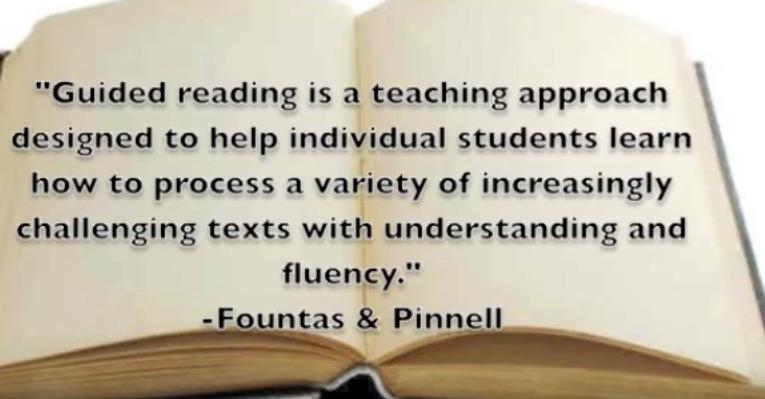 "Guided reading is a teaching approach
designed to help individual students learn
how to process a variety of increasingly
challenging texts with understanding and
fluency."
-Fountas & Pinnell